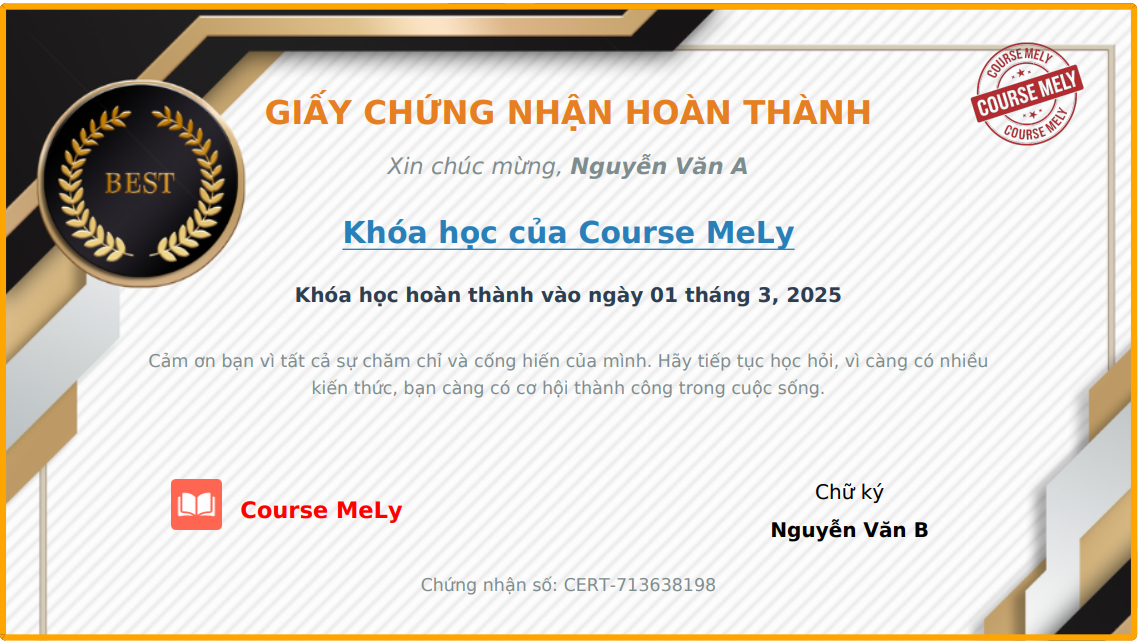 GIẤY CHỨNG NHẬN HOÀN THÀNH
COURSE MELY
COURSE MELY
COURSE MELY
Xin chúc mừng, Nguyễn Văn A
BEST
Khóa học của Course MeLy
Khóa học hoàn thành vào ngày 01 tháng 3, 2025
Cảm ơn bạn vì tất cả sự chăm chỉ và cống hiến của mình. Hãy tiếp tục học hỏi, vì càng có nhiều
kiến thức, bạn càng có cơ hội thành công trong cuộc sống.
Course MeLy
Chữ ký
Nguyễn Văn B
Chứng nhận số: CERT-713638198